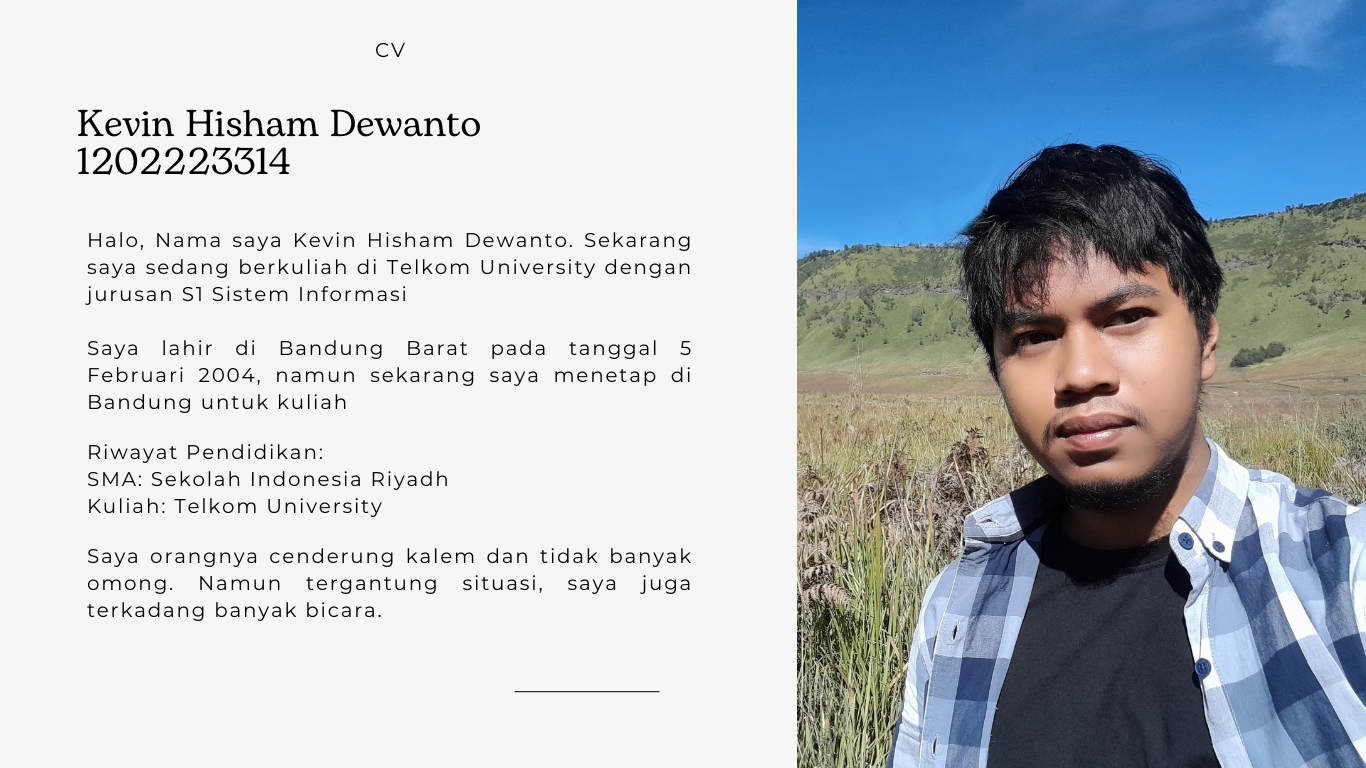 CV
Kevin Hisham Dewanto
1202223314
Halo, Nama saya Kevin Hisham Dewanto. Sekarang
saya sedang berkuliah di Telkom University dengan
jurusan S1 Sistem Informasi
Saya lahir di Bandung Barat pada tanggal 5
Februari 2004, namun sekarang saya menetap di
Bandung untuk kuliah
Riwayat Pendidikan:
SMA: Sekolah Indonesia Riyadh
Kuliah: Telkom University
Saya orangnya cenderung kalem dan tidak banyak
omong. Namun tergantung situasi, saya juga
terkadang banyak bicara.